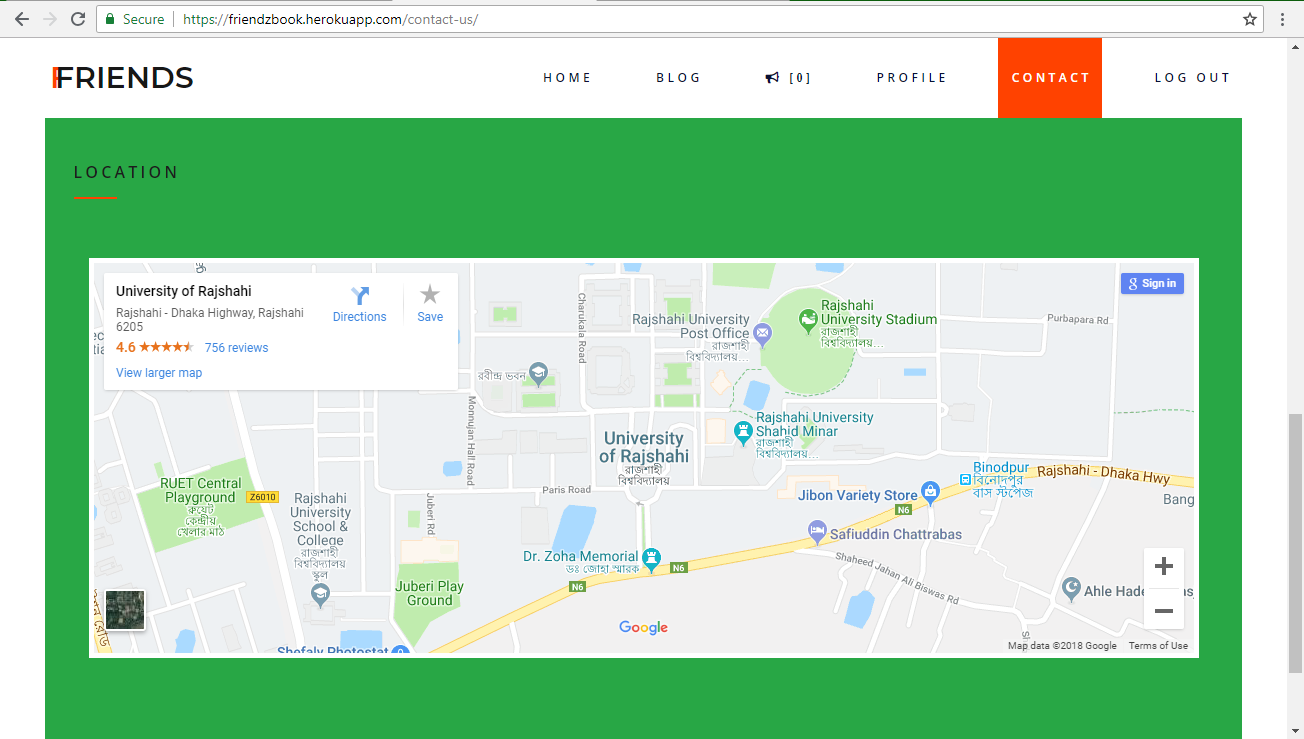 Secure
https://friendzbook.herokuapp.com/contact-us/
FRIENDS
HOME
BLOG
[0]
PROFILE
CONTACT
LOG OUT
LOCATION
University of Rajshahi
Rajshahi - Dhaka Highway, Rajshahi
6205
4.6
756 reviews
View larger map
Directions
Save
Sign in
Charukala Road
Rajshahi University
Post Office
রাজশাহী
বিশ্ববিদ্যালয়...
Rajshahi
University Stadium
রাজশাহী
বিশ্ববিদ্যালয়...
Purbapara Rd
রবীন্দ্র ভবন
Monnujan Hall Road
University
of Rajshahi
রাজশাহী
বিশ্ববিদ্যালয়
Rajshahi University
Shahid Minar
রাজশাহী
বিশ্ববিদ্যালয়...
Binodpur
বিনোদপুর
বাস স্টপেজ
Rajshahi - Dhaka Hwy
Bang
RUET Central
Playground
রুয়েট
কেন্দ্রীয়
খেলার মাঠ
Z6010
Rajshahi
University
School &
College
রাজশাহী
বিশ্ববিদ্যালয়
স্কুল
Juberi Rd
Paris Road
Jibon Variety Store
N6
Safiuddin Chattrabas
Dr. Zoha Memorial
ডঃ জোহা স্মারক
N6
N6
Shaheed Jahan Ali Biswas Rd
Juberi Play
Ground
Ahle Hade
as,
Shefaly Photostat
Google
Map data ©2018 Google
Terms of Use